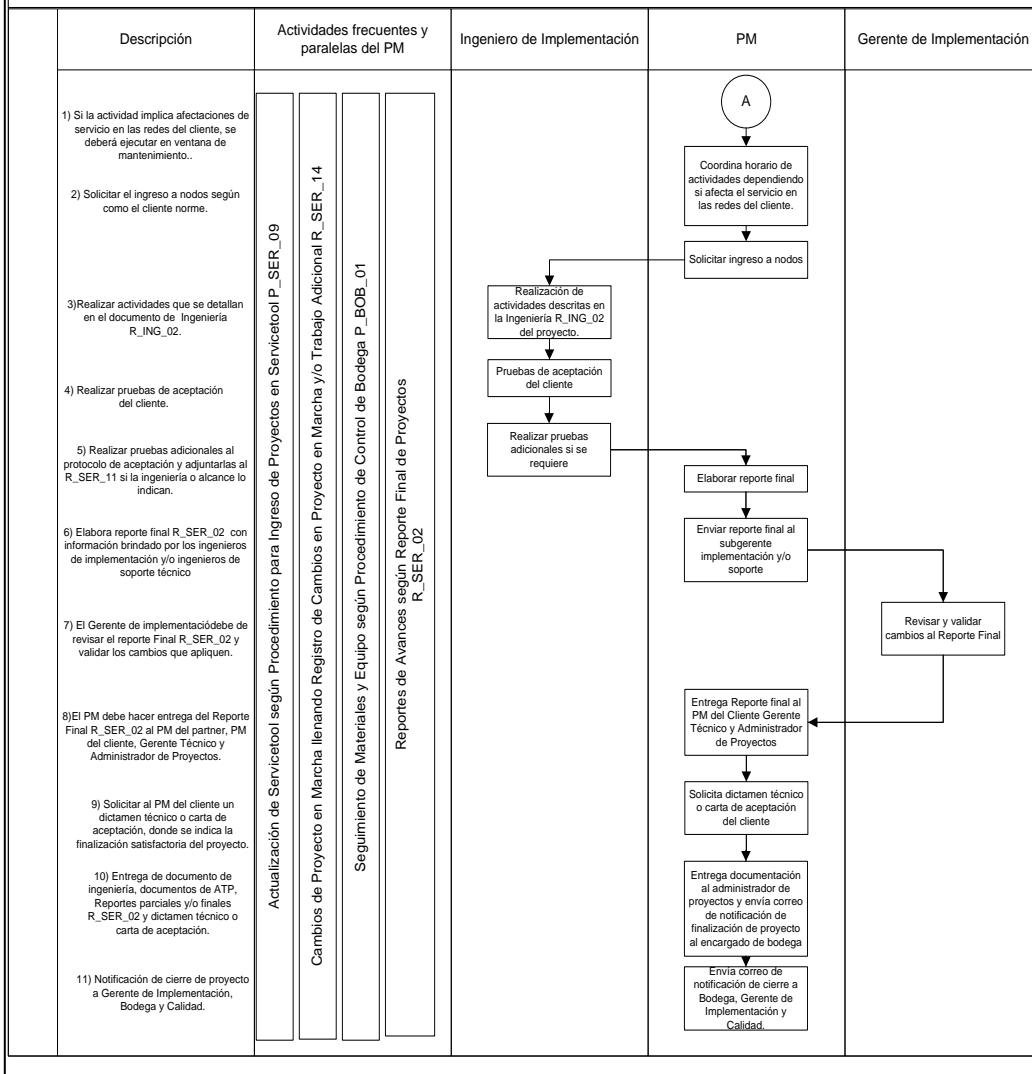 Descripción
Actividades frecuentes y
paralelas del PM
Ingeniero de Implementación
PM
Gerente de Implementación
1) Si la actividad implica afectaciones de
servicio en las redes del cliente, se
deberá ejecutar en ventana de
mantenimiento..
2) Solicitar el ingreso a nodos según
como el cliente norme.
3)Realizar actividades que se detallan
en el documento de Ingeniería
R_ING_02.
4) Realizar pruebas de aceptación
del cliente.
5) Realizar pruebas adicionales al
protocolo de aceptación y adjuntarlas al
R_SER_11 si la ingeniería o alcance lo
indican.
6) Elabora reporte final R_SER_02 con
información brindado por los ingenieros
de implementación y/o ingenieros de
soporte técnico
7) El Gerente de implementaciódebe de
revisar el reporte Final R_SER_02 y
validar los cambios que apliquen.
8)El PM debe hacer entrega del Reporte
Final R_SER_02 al PM del partner, PM
del cliente, Gerente Técnico y
Administrador de Proyectos.
9) Solicitar al PM del cliente un
dictamen técnico o carta de
aceptación, donde se indica la
finalización satisfactoria del proyecto.
10) Entrega de documento de
ingeniería, documentos de ATP,
Reportes parciales y/o finales
R_SER_02 y dictamen técnico o
carta de aceptación.
11) Notificación de cierre de proyecto
a Gerente de Implementación,
Bodega y Calidad.
Actualización de Servicetool según Procedimiento para Ingreso de Proyectos en Servicetool P_SER_09
Cambios de Proyecto en Marcha llenando Registro de Cambios en Proyecto en Marcha y/o Trabajo Adicional R_SER_14
Seguimiento de Materiales y Equipo según Procedimiento de Control de Bodega P_BOB_01
Reportes de Avances según Reporte Final de Proyectos
R_SER_02
A
Coordina horario de
actividades dependiendo
si afecta el servicio en
las redes del cliente.
Solicitar ingreso a nodos
Realización de
actividades descritas en
la Ingeniería R_ING_02
del proyecto.
Pruebas de aceptación
del cliente
Realizar pruebas
adicionales si se
requiere
Elaborar reporte final
Enviar reporte final al
subgerente
implementación y/o
soporte
Revisar y validar
cambios al Reporte Final
Entrega Reporte final al
PM del Cliente Gerente
Técnico y Administrador
de Proyectos
Solicita dictamen técnico
o carta de aceptación
del cliente
Entrega documentación
al administrador de
proyectos y envía correo
de notificación de
finalización de proyecto
al encargado de bodega
Envía correo de
notificación de cierre a
Bodega, Gerente de
Implementación y
Calidad.